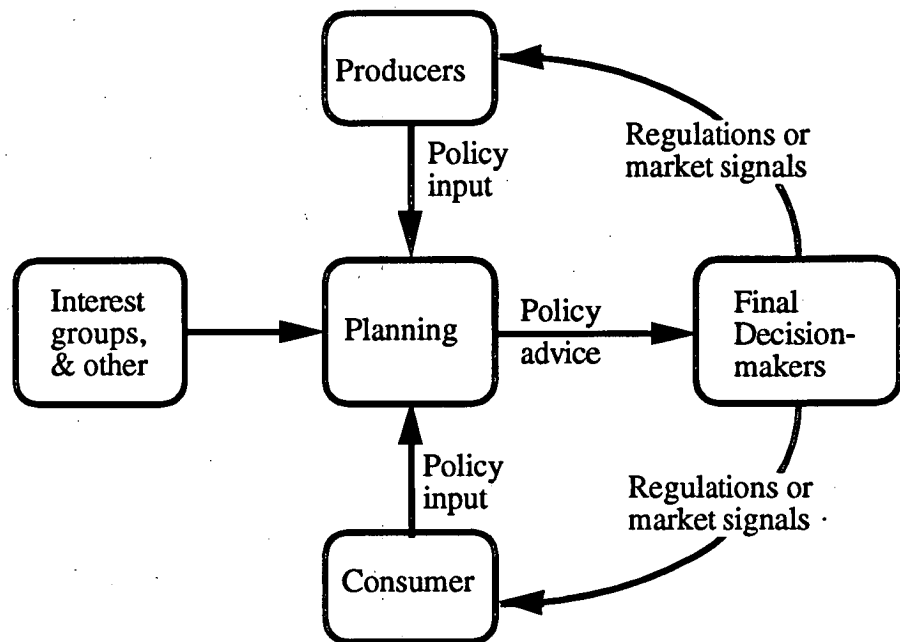 Producers
Policy
input
Regulations or
market signals
Interest
groups,
& other
Planning
Policy
advice
Final
Decision-
makers
Policy
input
Regulations or
market signals
Consumer